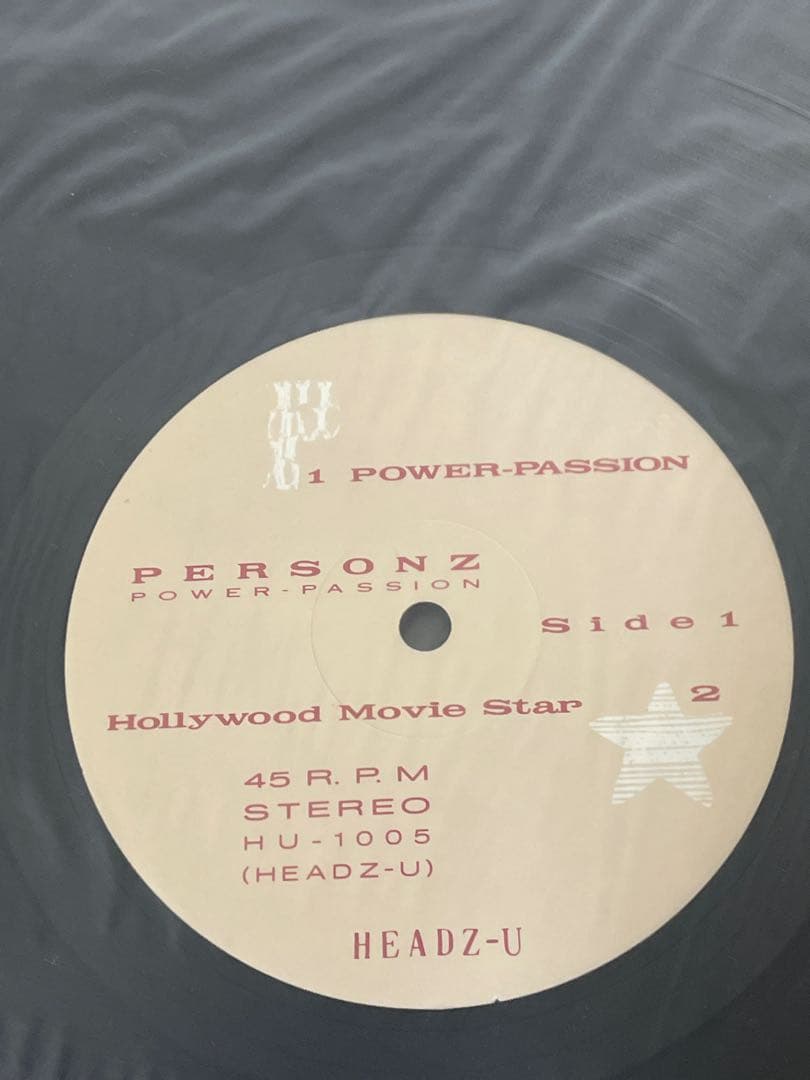 1 POWER-PASSION
PERSONZ
POWER-PASSION
Side 1
Hollywood Movie Star 2
45 R. P. M
STEREO
HU-1005
(HEADZ-U)
HEADZ-U